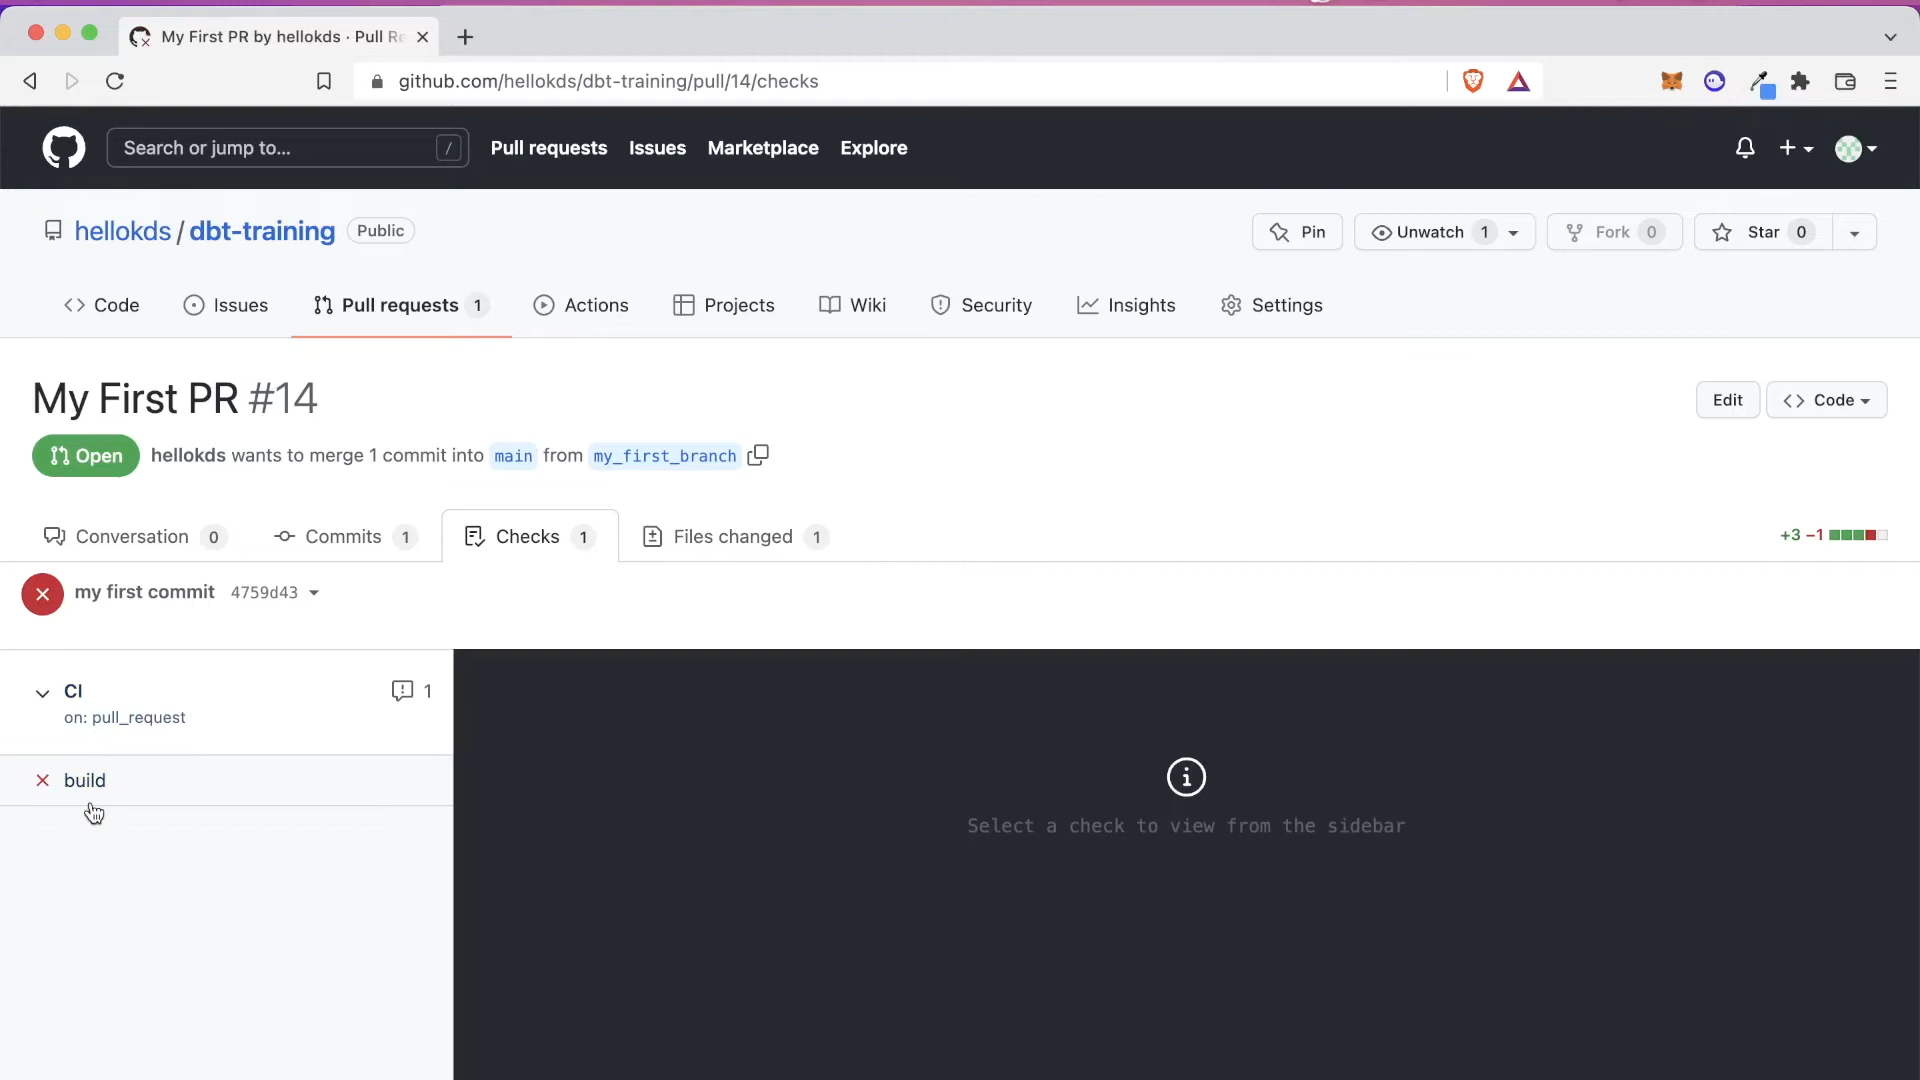 My First PR by hellokds · Pull Re
github.com/hellokds/dbt-training/pull/14/checks
Search or jump to... /
Pull requests Issues Marketplace Explore
hellokds / dbt-training Public
Pin Unwatch 1 Fork 0 Star 0
Code Issues Pull requests 1 Actions Projects Wiki Security Insights Settings
My First PR #14
Edit <> Code
Open hellokds wants to merge 1 commit into main from my_first_branch
Conversation 0 Commits 1 Checks 1 Files changed 1 +3 −1
my first commit 4759d43
CI 1
on: pull_request
build
Select a check to view from the sidebar